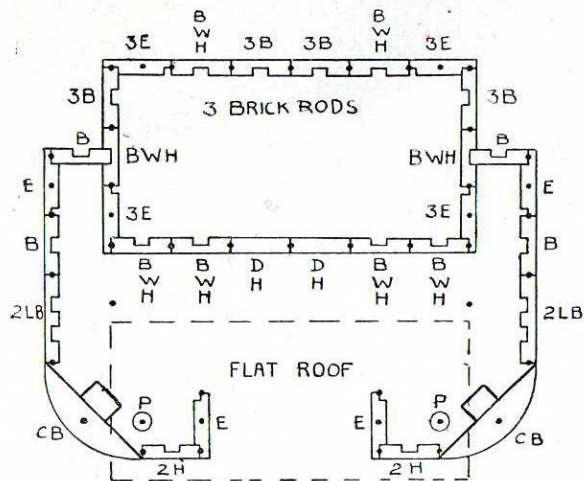 B W H
B W H
3E 3B 3B 3E
3B 3 BRICK RODS 3B
B BWH BWH B
E 3E 3E E
B B
B W H
B W H
D H
D H
B W H
B W H
2LB 2LB
FLAT ROOF
P P
E E
CB CB
2H 2H